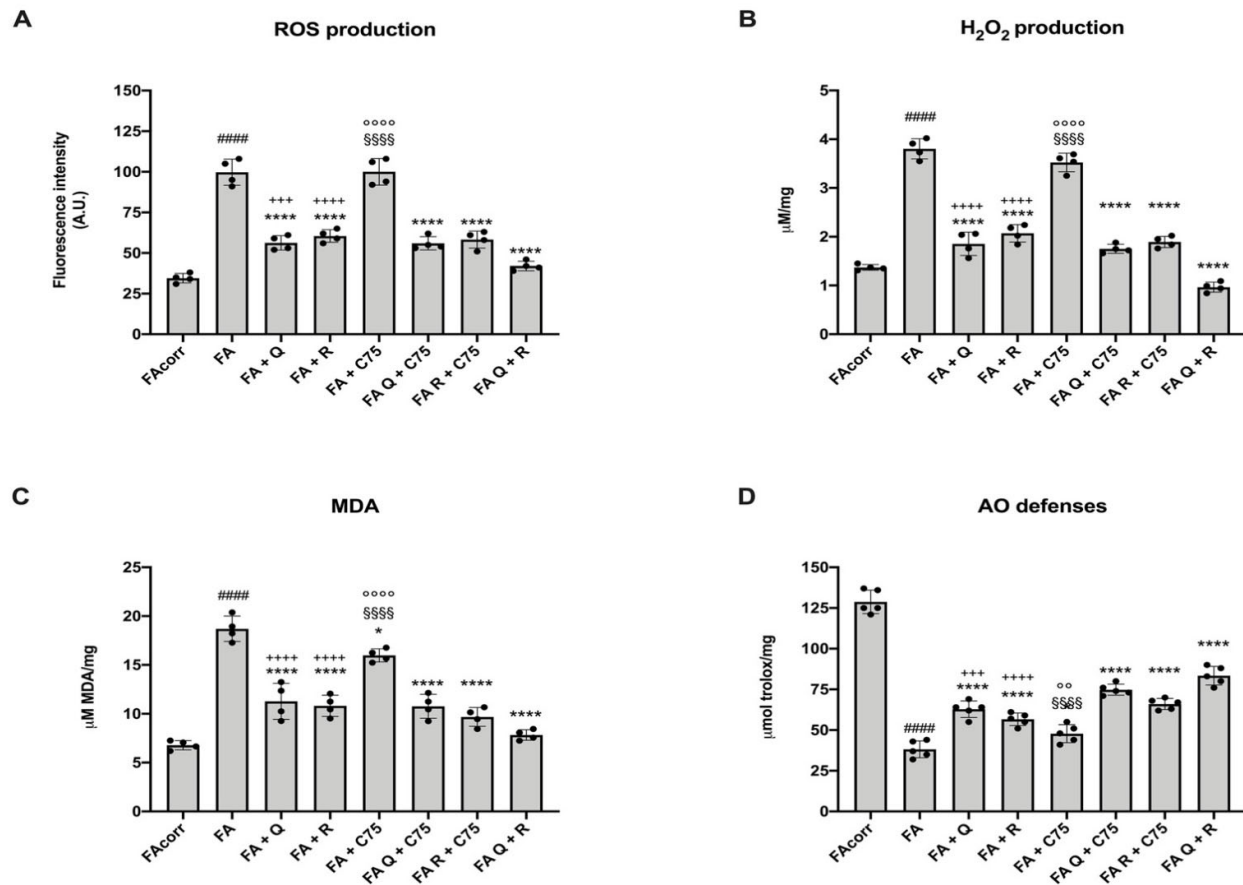 A
ROS production
Fluorescence intensity
(A.U.)
150
125
100
75
50
25
0
####
+++
****
++++
****
°°°°
§§§§
****
****
****
FAcorr
FA
FA + Q
FA + R
FA + C75
FA Q + C75
FA R + C75
FA Q + R
B
H₂O₂ production
µM/mg
5
4
3
2
1
0
####
++++
****
++++
****
°°°°
§§§§
****
****
****
FAcorr
FA
FA + Q
FA + R
FA + C75
FA Q + C75
FA R + C75
FA Q + R
C
MDA
µM MDA/mg
25
20
15
10
5
0
####
++++
****
++++
****
°°°°
§§§§
*
****
****
****
FAcorr
FA
FA + Q
FA + R
FA + C75
FA Q + C75
FA R + C75
FA Q + R
D
AO defenses
µmol trolox/mg
150
125
100
75
50
25
0
####
+++
****
++++
****
°°
§§§§
*
****
****
****
FAcorr
FA
FA + Q
FA + R
FA + C75
FA Q + C75
FA R + C75
FA Q + R